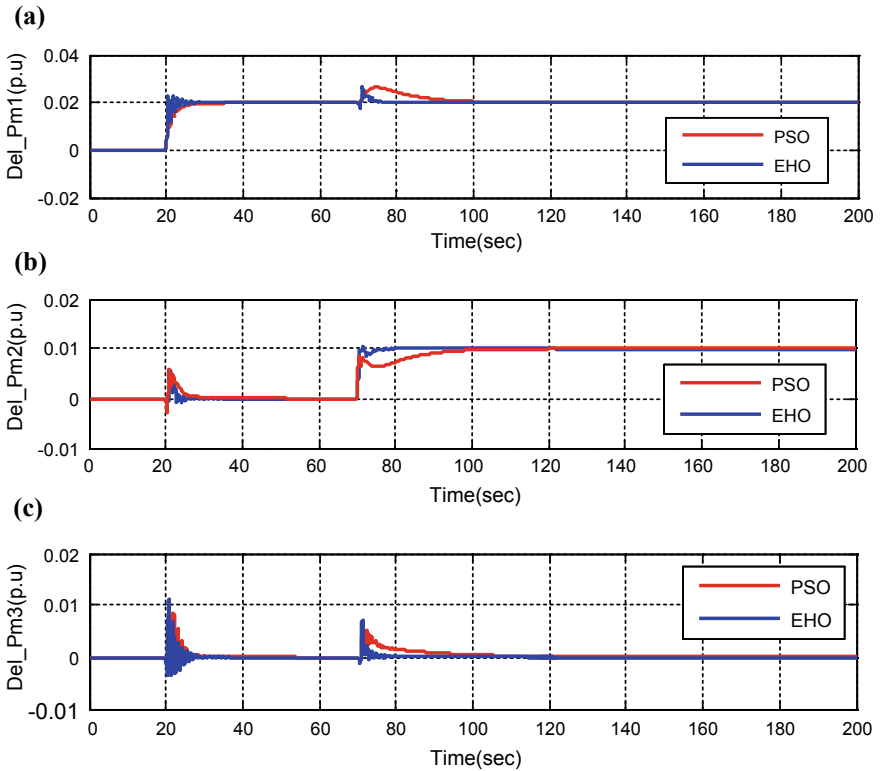 (a)
Del_Pm1(p.u)
0.04
0.02
0
-0.02
PSO
EHO
0 20 40 60 80 100 120 140 160 180 200
Time(sec)
(b)
Del_Pm2(p.u)
0.02
0.01
0
-0.01
PSO
EHO
0 20 40 60 80 100 120 140 160 180 200
Time(sec)
(c)
Del_Pm3(p.u)
0.02
0.01
0
-0.01
PSO
EHO
0 20 40 60 80 100 120 140 160 180 200
Time(sec)